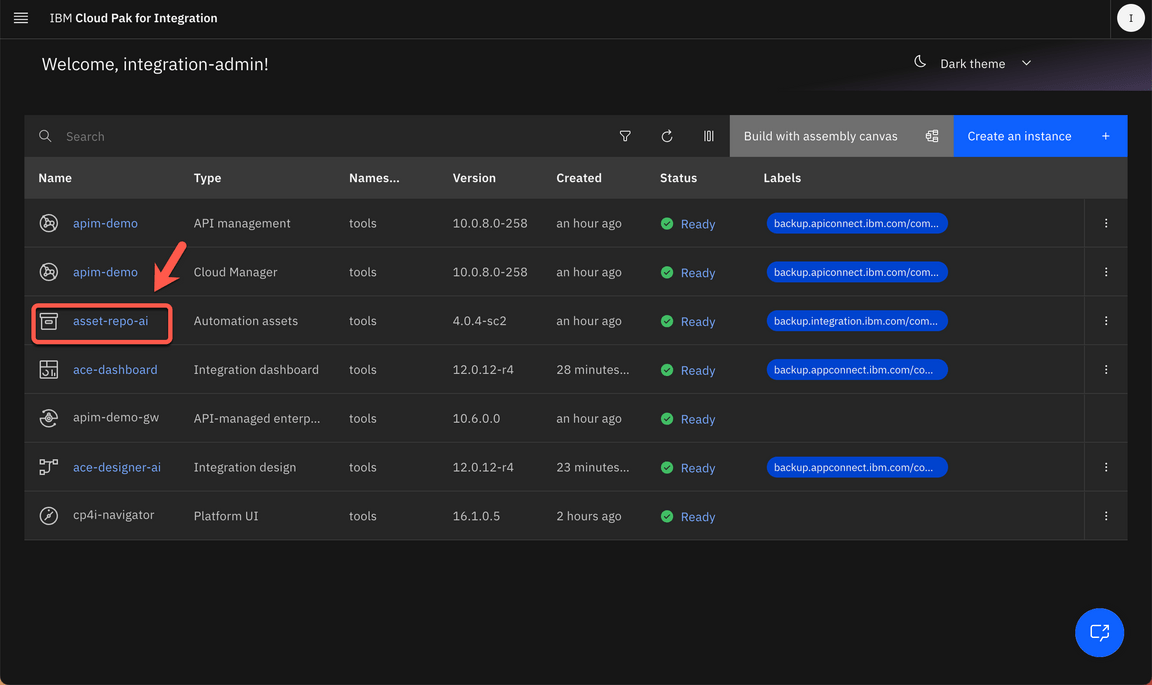 IBM Cloud Pak for Integration
I
Welcome, integration-admin!
Dark theme
Search
Build with assembly canvas
Create an instance +
Name Type Names... Version Created Status Labels
apim-demo API management tools 10.0.8.0-258 an hour ago Ready backup.apiconnect.ibm.com/com...
apim-demo Cloud Manager tools 10.0.8.0-258 an hour ago Ready backup.apiconnect.ibm.com/com...
asset-repo-ai Automation assets tools 4.0.4-sc2 an hour ago Ready backup.integration.ibm.com/com...
ace-dashboard Integration dashboard tools 12.0.12-r4 28 minutes... Ready backup.appconnect.ibm.com/co...
apim-demo-gw API-managed enterp... tools 10.6.0.0 an hour ago Ready
ace-designer-ai Integration design tools 12.0.12-r4 23 minutes... Ready backup.appconnect.ibm.com/co...
cp4i-navigator Platform UI tools 16.1.0.5 2 hours ago Ready